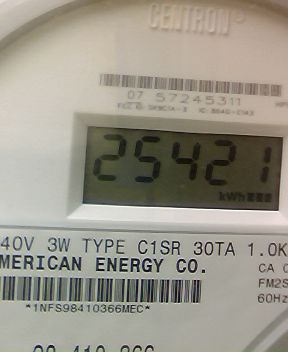 CENTRON®
07 57245311
25421
kWh
40V 3W TYPE C1SR 30TA 1.0K
MERICAN ENERGY CO.
CA 0
FM2S
60Hz
*1NFS98410366MEC*